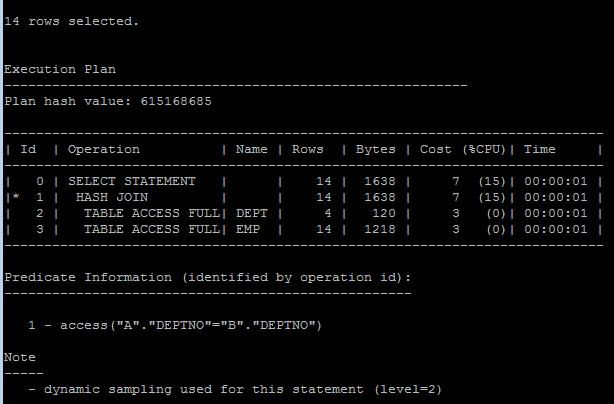 14 rows selected.
Execution Plan
----------------------------------------------------------
Plan hash value: 615168685
---------------------------------------------------------------------------
| Id  | Operation          | Name | Rows  | Bytes | Cost (%CPU)| Time     |
---------------------------------------------------------------------------
|   0 | SELECT STATEMENT   |      |    14 |  1638 |     7  (15)| 00:00:01 |
|*  1 |  HASH JOIN         |      |    14 |  1638 |     7  (15)| 00:00:01 |
|   2 |   TABLE ACCESS FULL| DEPT |     4 |   120 |     3   (0)| 00:00:01 |
|   3 |   TABLE ACCESS FULL| EMP  |    14 |  1218 |     3   (0)| 00:00:01 |
---------------------------------------------------------------------------
Predicate Information (identified by operation id):
---------------------------------------------------
1 - access("A"."DEPTNO"="B"."DEPTNO")
Note
-----
- dynamic sampling used for this statement (level=2)